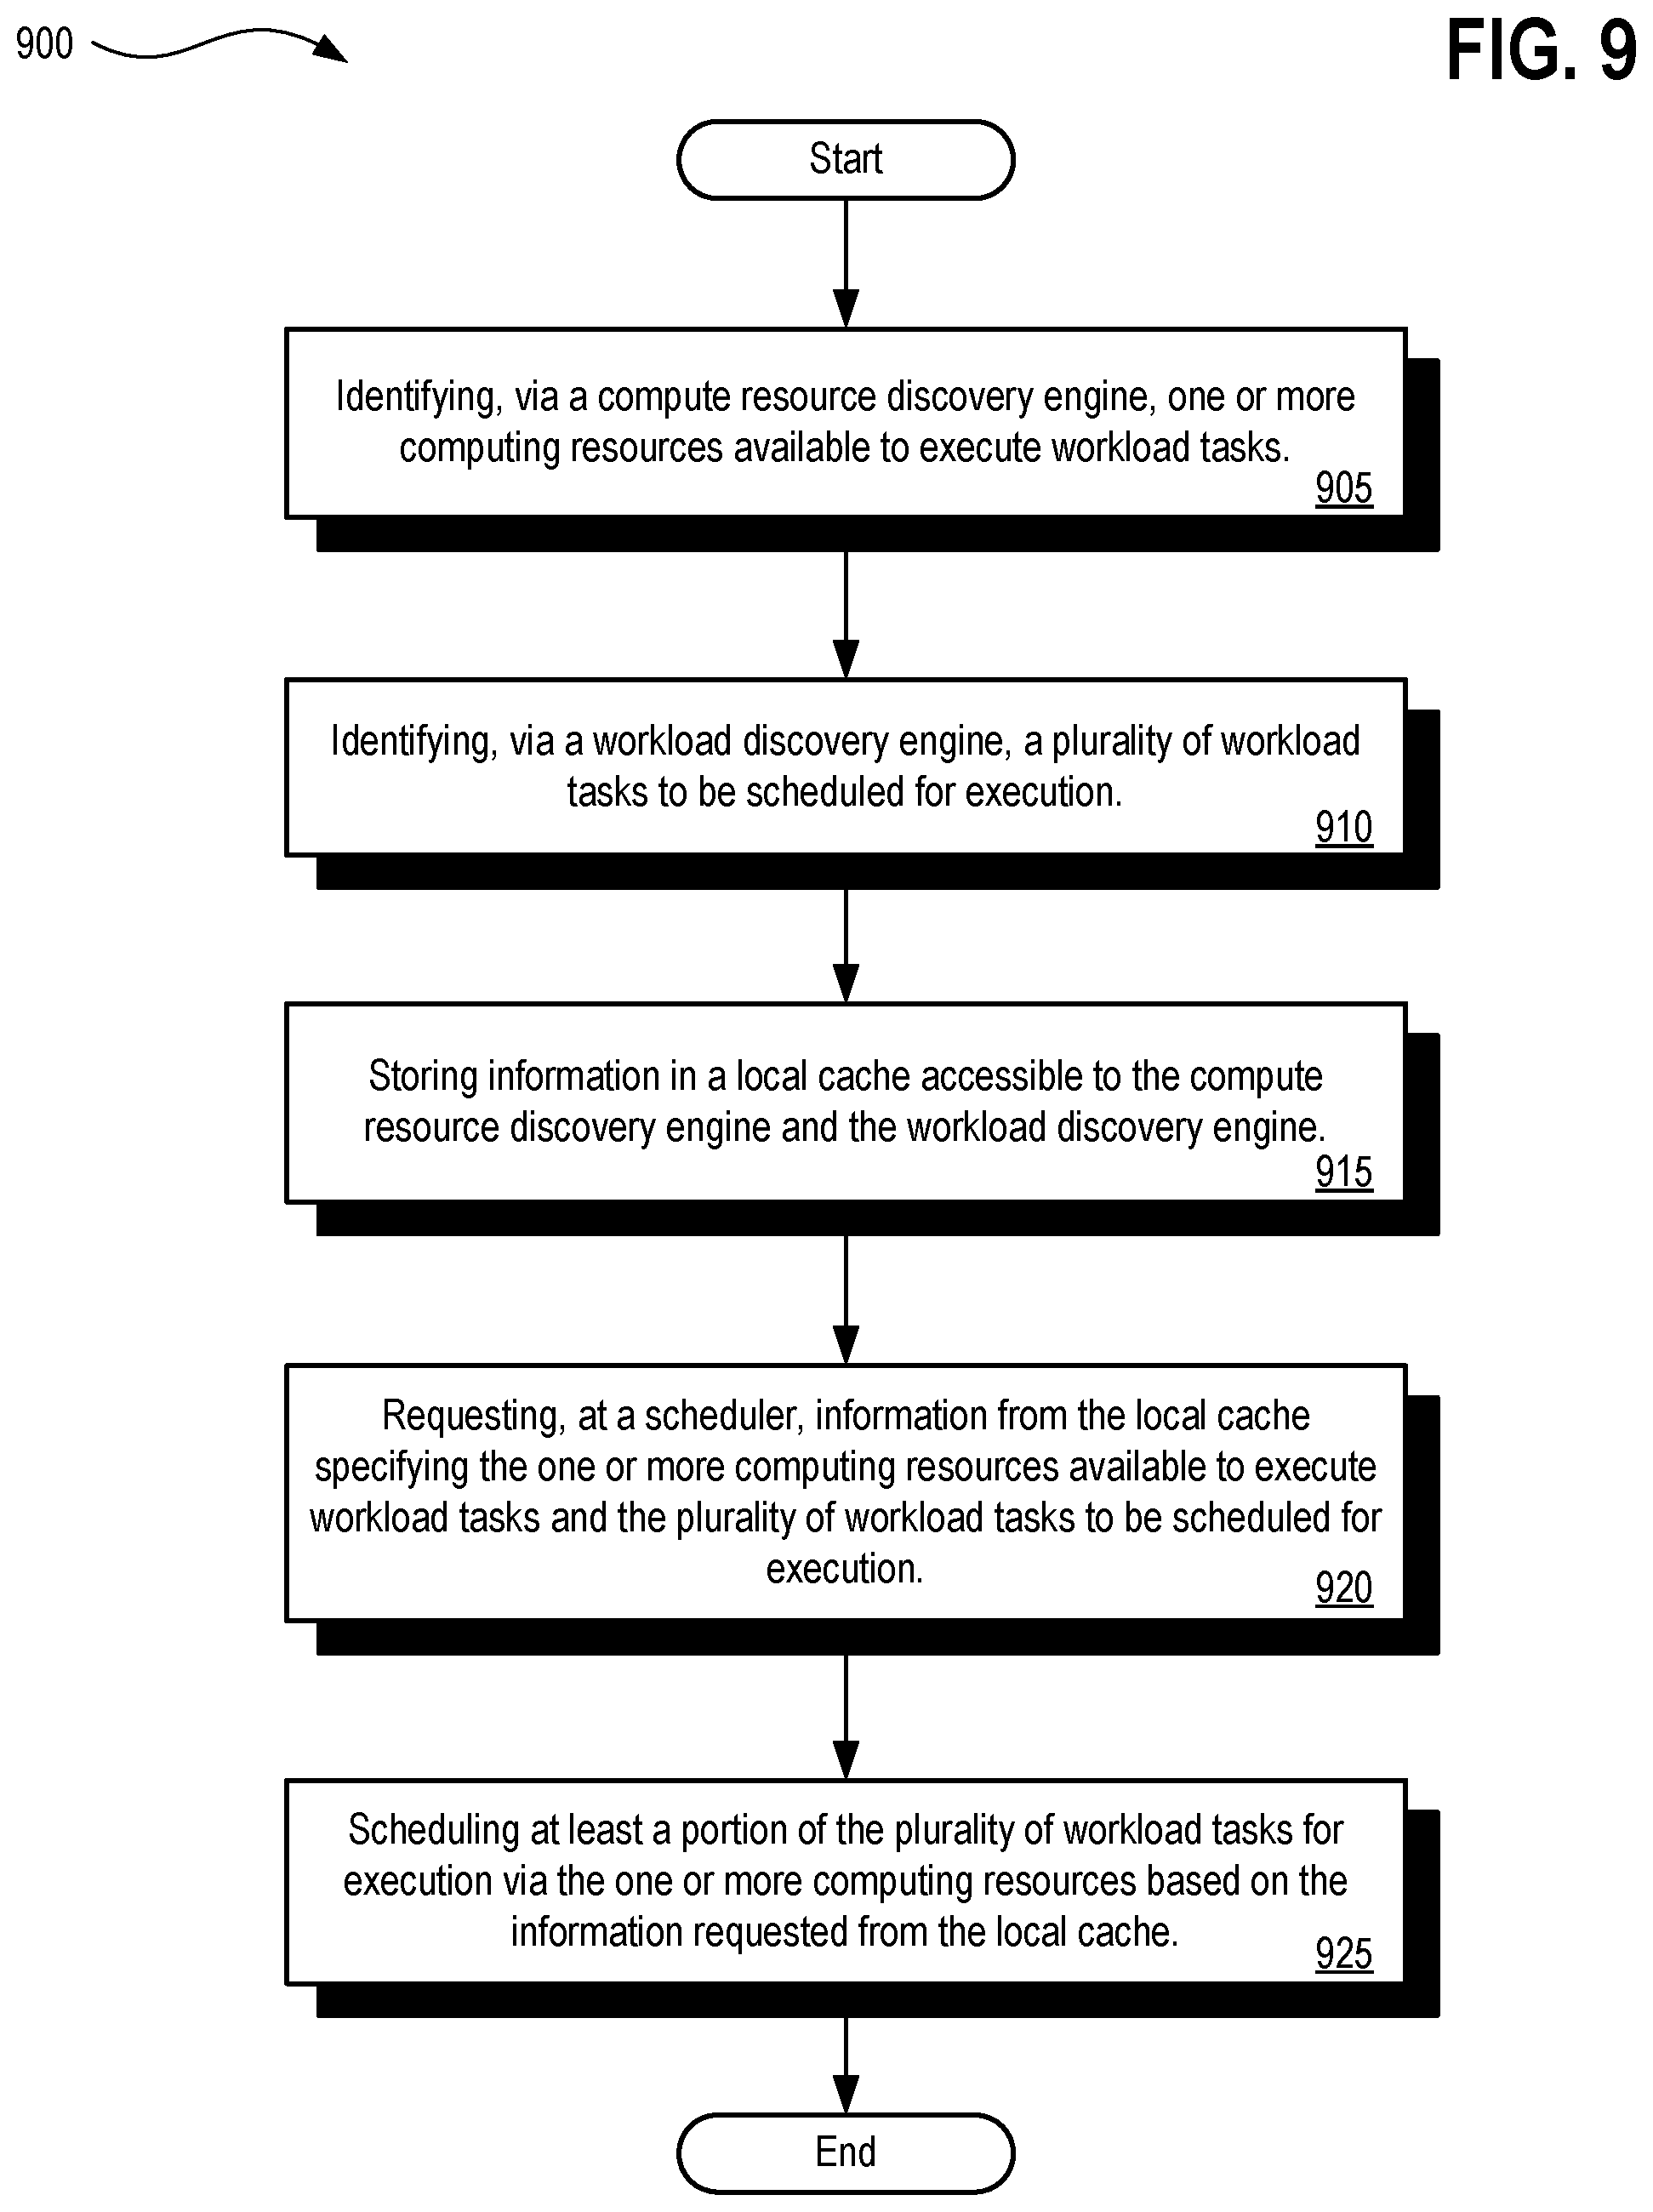 900
FIG. 9
Start
Identifying, via a compute resource discovery engine, one or more
computing resources available to execute workload tasks.
905
Identifying, via a workload discovery engine, a plurality of workload
tasks to be scheduled for execution.
910
Storing information in a local cache accessible to the compute
resource discovery engine and the workload discovery engine.
915
Requesting, at a scheduler, information from the local cache
specifying the one or more computing resources available to execute
workload tasks and the plurality of workload tasks to be scheduled for
execution.
920
Scheduling at least a portion of the plurality of workload tasks for
execution via the one or more computing resources based on the
information requested from the local cache.
925
End